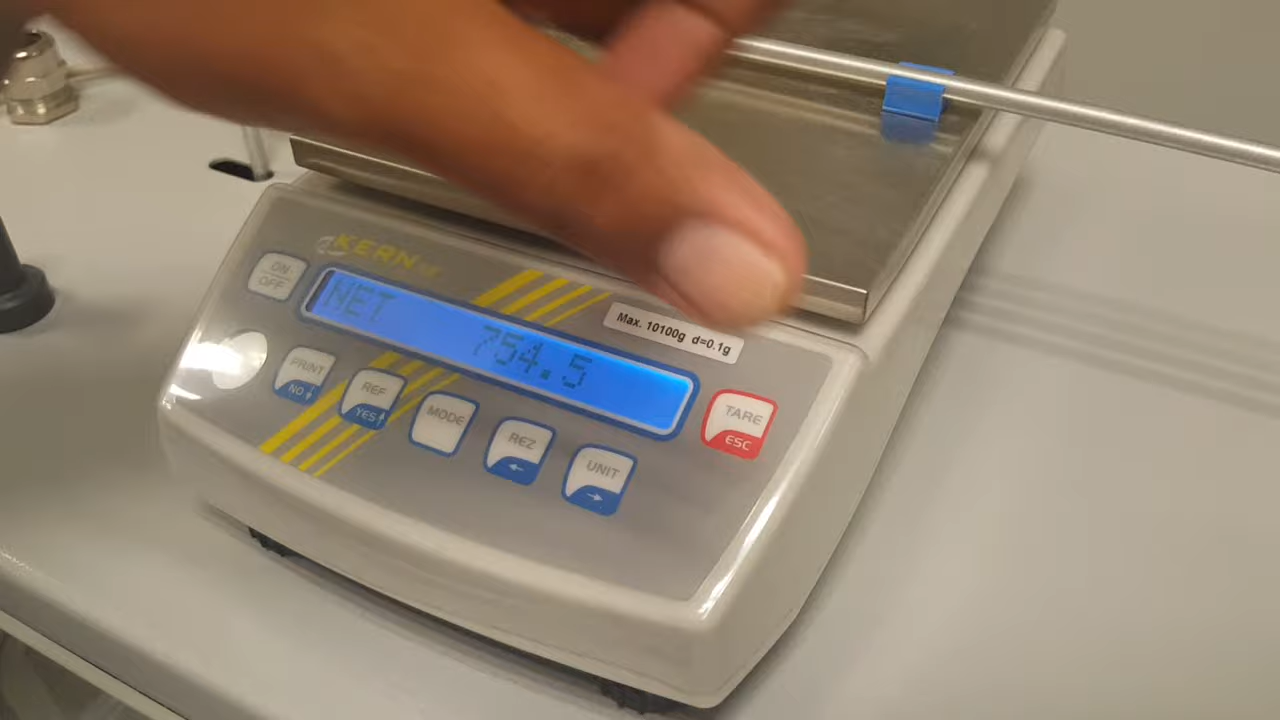 KERN
ON
OFF
NET
754.5
Max. 10100g d=0.1g
PRINT
NO
REF
YES
MODE
REZ
←
UNIT
→
TARE
ESC